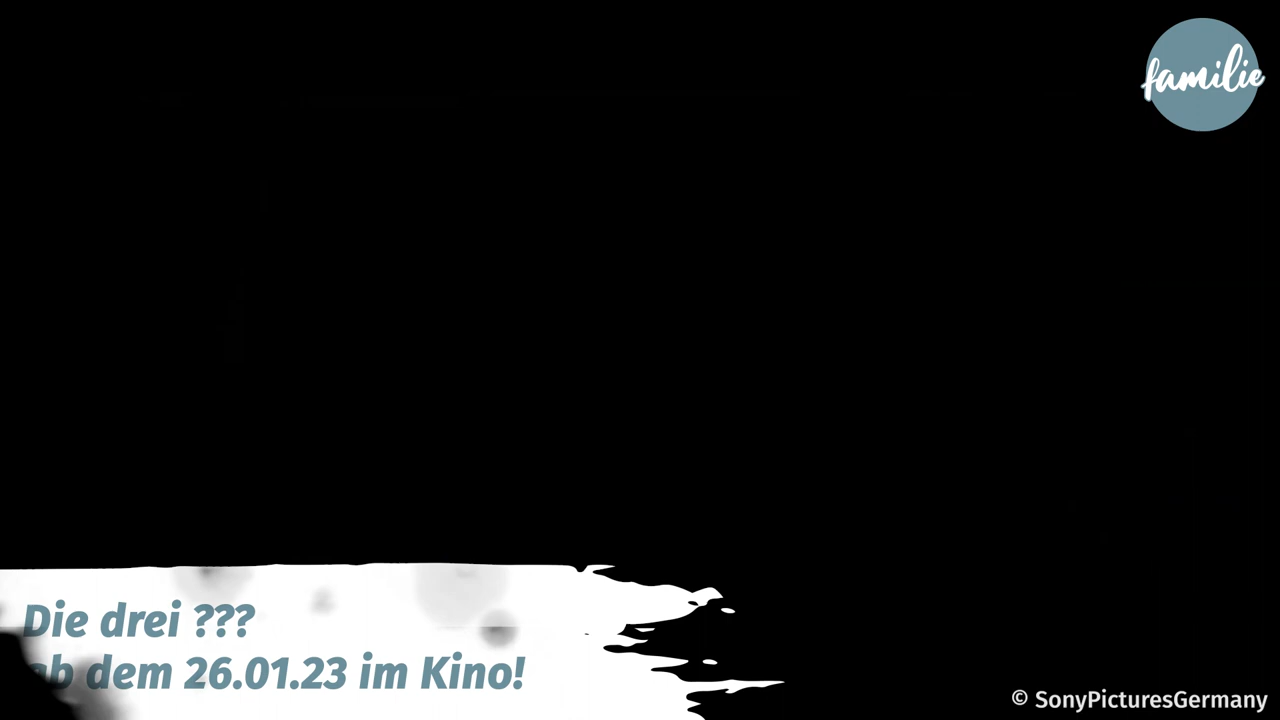 familie
Die drei ???
ab dem 26.01.23 im Kino!
© SonyPicturesGermany